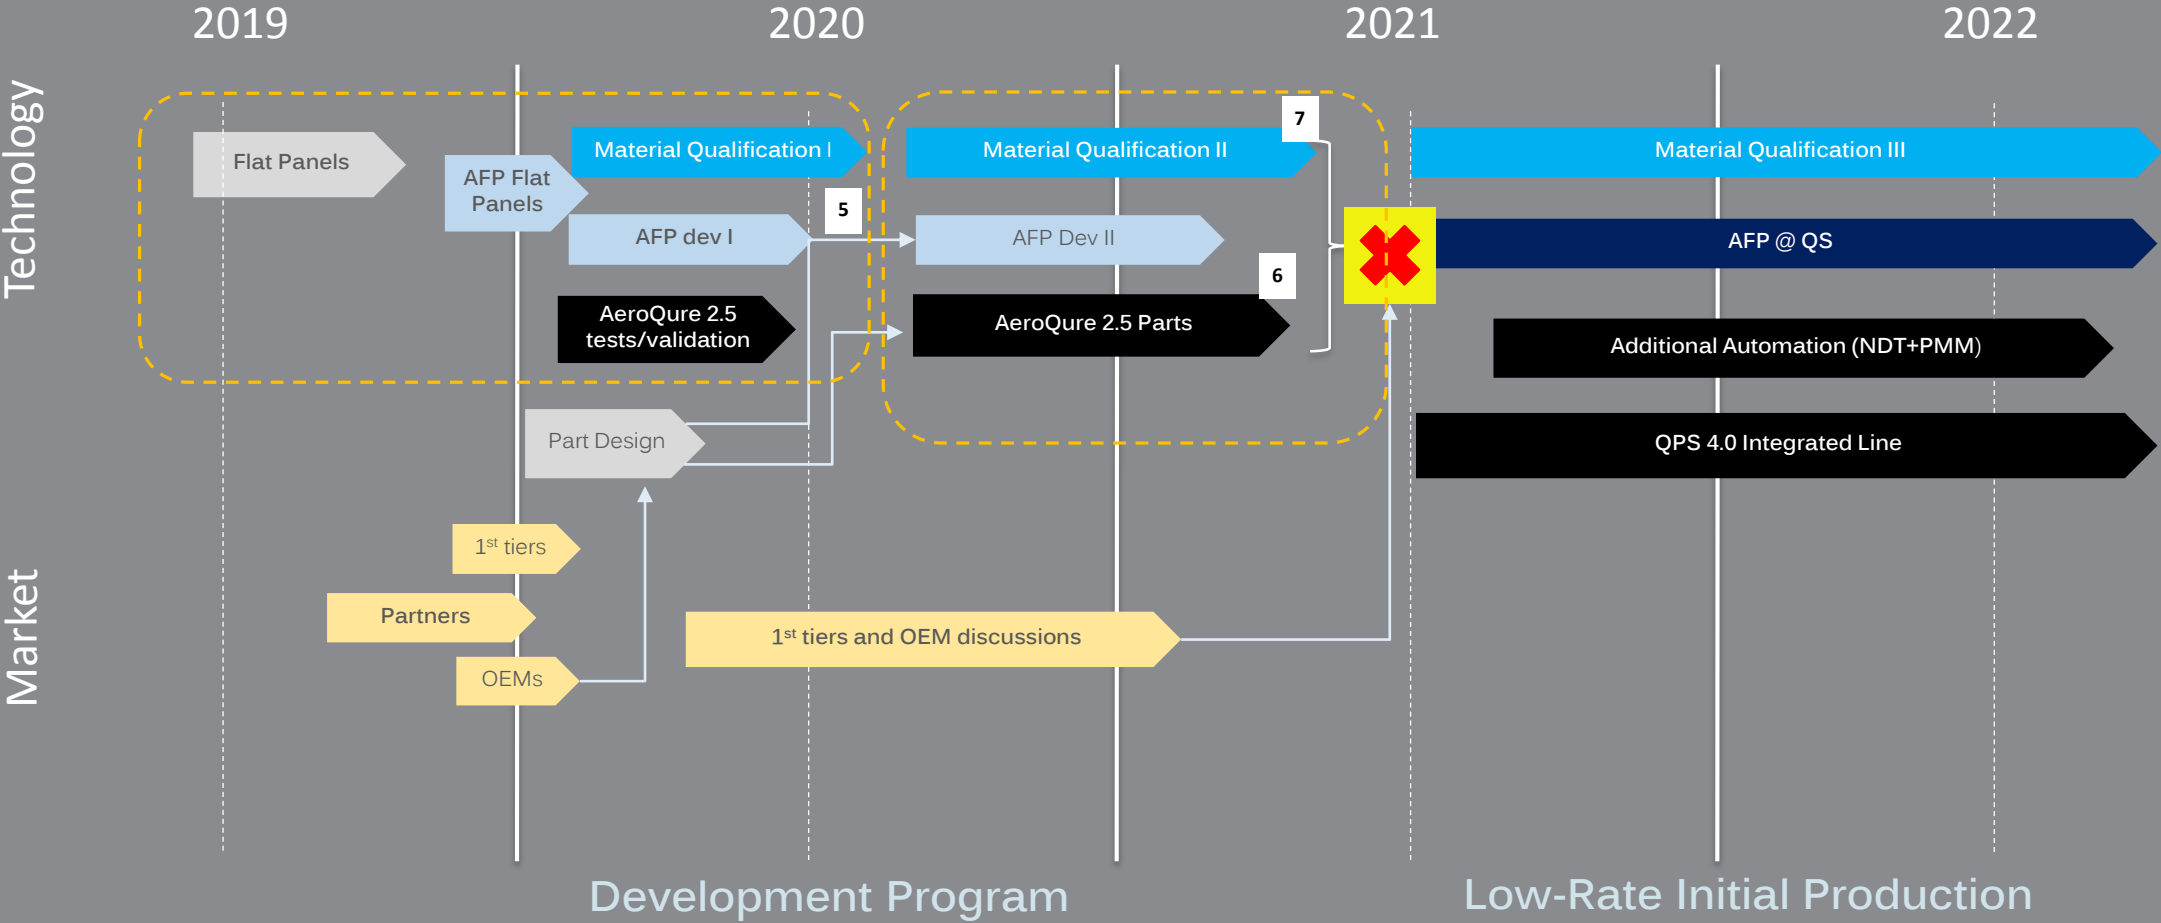 2019
2020
2021
2022
Technology
Flat Panels
AFP Flat
Panels
Material Qualification I
AFP dev I
AeroQure 2.5
tests/validation
5
Material Qualification II
AFP Dev II
AeroQure 2.5 Parts
7
6
Material Qualification III
AFP @ QS
Additional Automation (NDT+PMM)
QPS 4.0 Integrated Line
Part Design
Market
1st tiers
Partners
OEMs
1st tiers and OEM discussions
Development Program
Low-Rate Initial Production